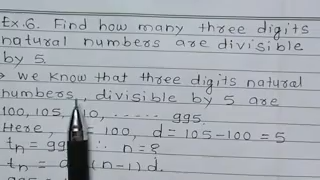 Ex.6. Find how many three digits
natural numbers are divisible
by 5.
→ We know that three digits natural
numbers, divisible by 5 are
100, 105, 110, ..... 995
Here, = 100, d = 105-100 = 5
tn = 99 ∴ n = ?
tn = (n-1) d.